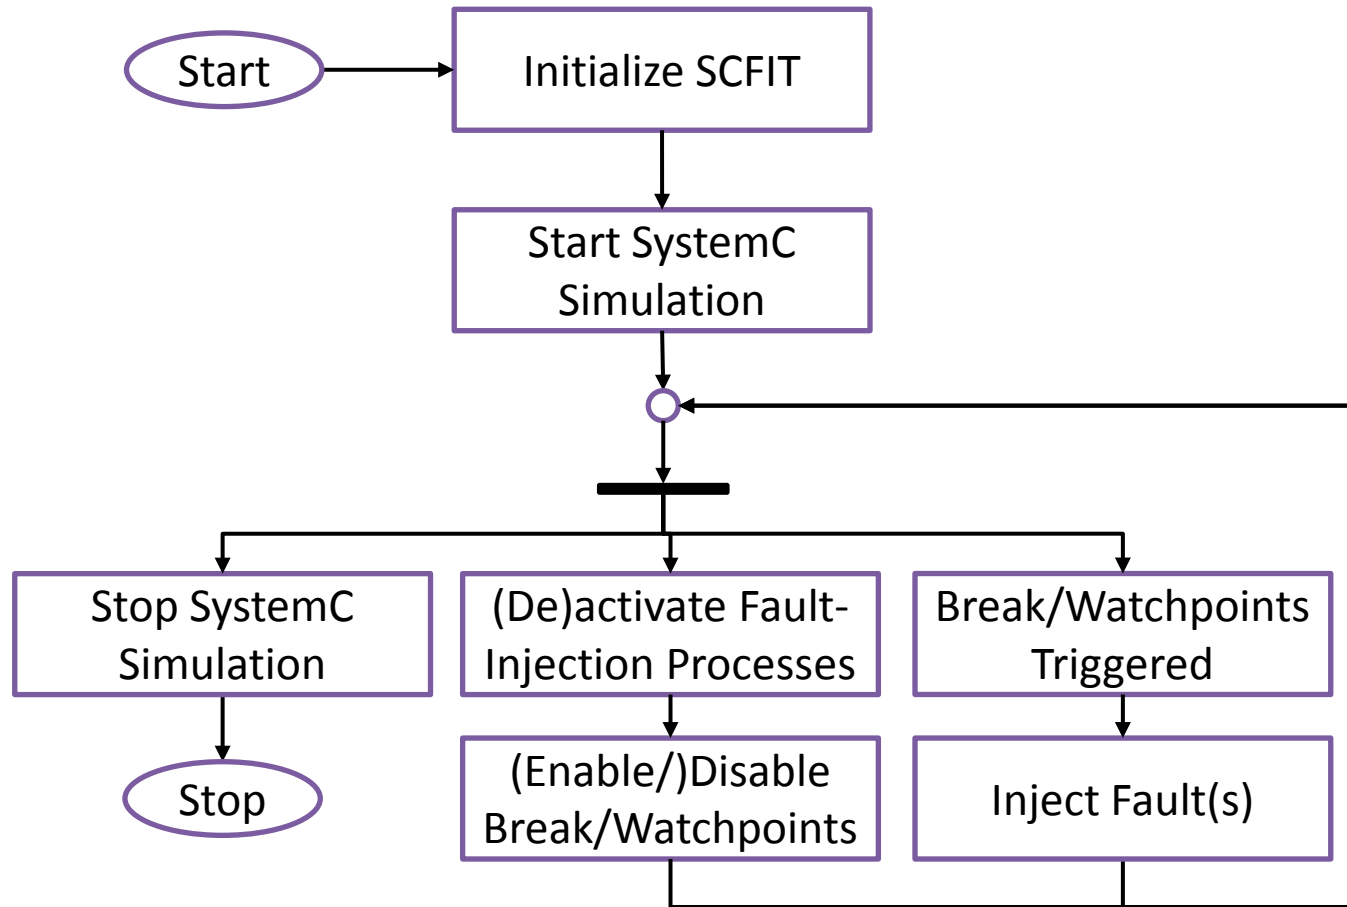 Start
Initialize SCFIT
Start SystemC
Simulation
Stop SystemC
Simulation
(De)activate Fault-
Injection Processes
Break/Watchpoints
Triggered
Stop
(Enable/)Disable
Break/Watchpoints
Inject Fault(s)